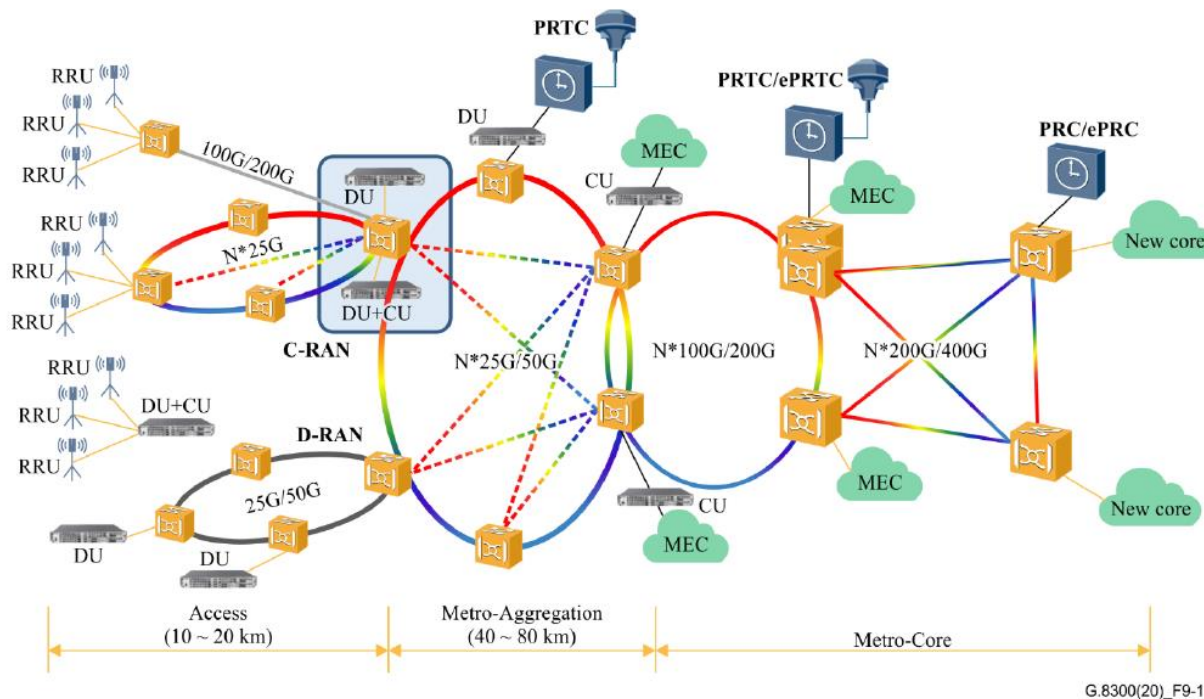 PRTC
PRTC/ePRTC
PRC/ePRC
RRU
RRU
RRU
100G/200G
DU
DU
MEC
CU
MEC
New core
RRU
RRU
RRU
N*25G
DU+CU
C-RAN
N*25G/50G
N*100G/200G
N*200G/400G
RRU
RRU
RRU
DU+CU
D-RAN
25G/50G
DU
DU
CU
MEC
MEC
New core
Access
(10 ~ 20 km)
Metro-Aggregation
(40 ~ 80 km)
Metro-Core
G.8300(20)_F9-1